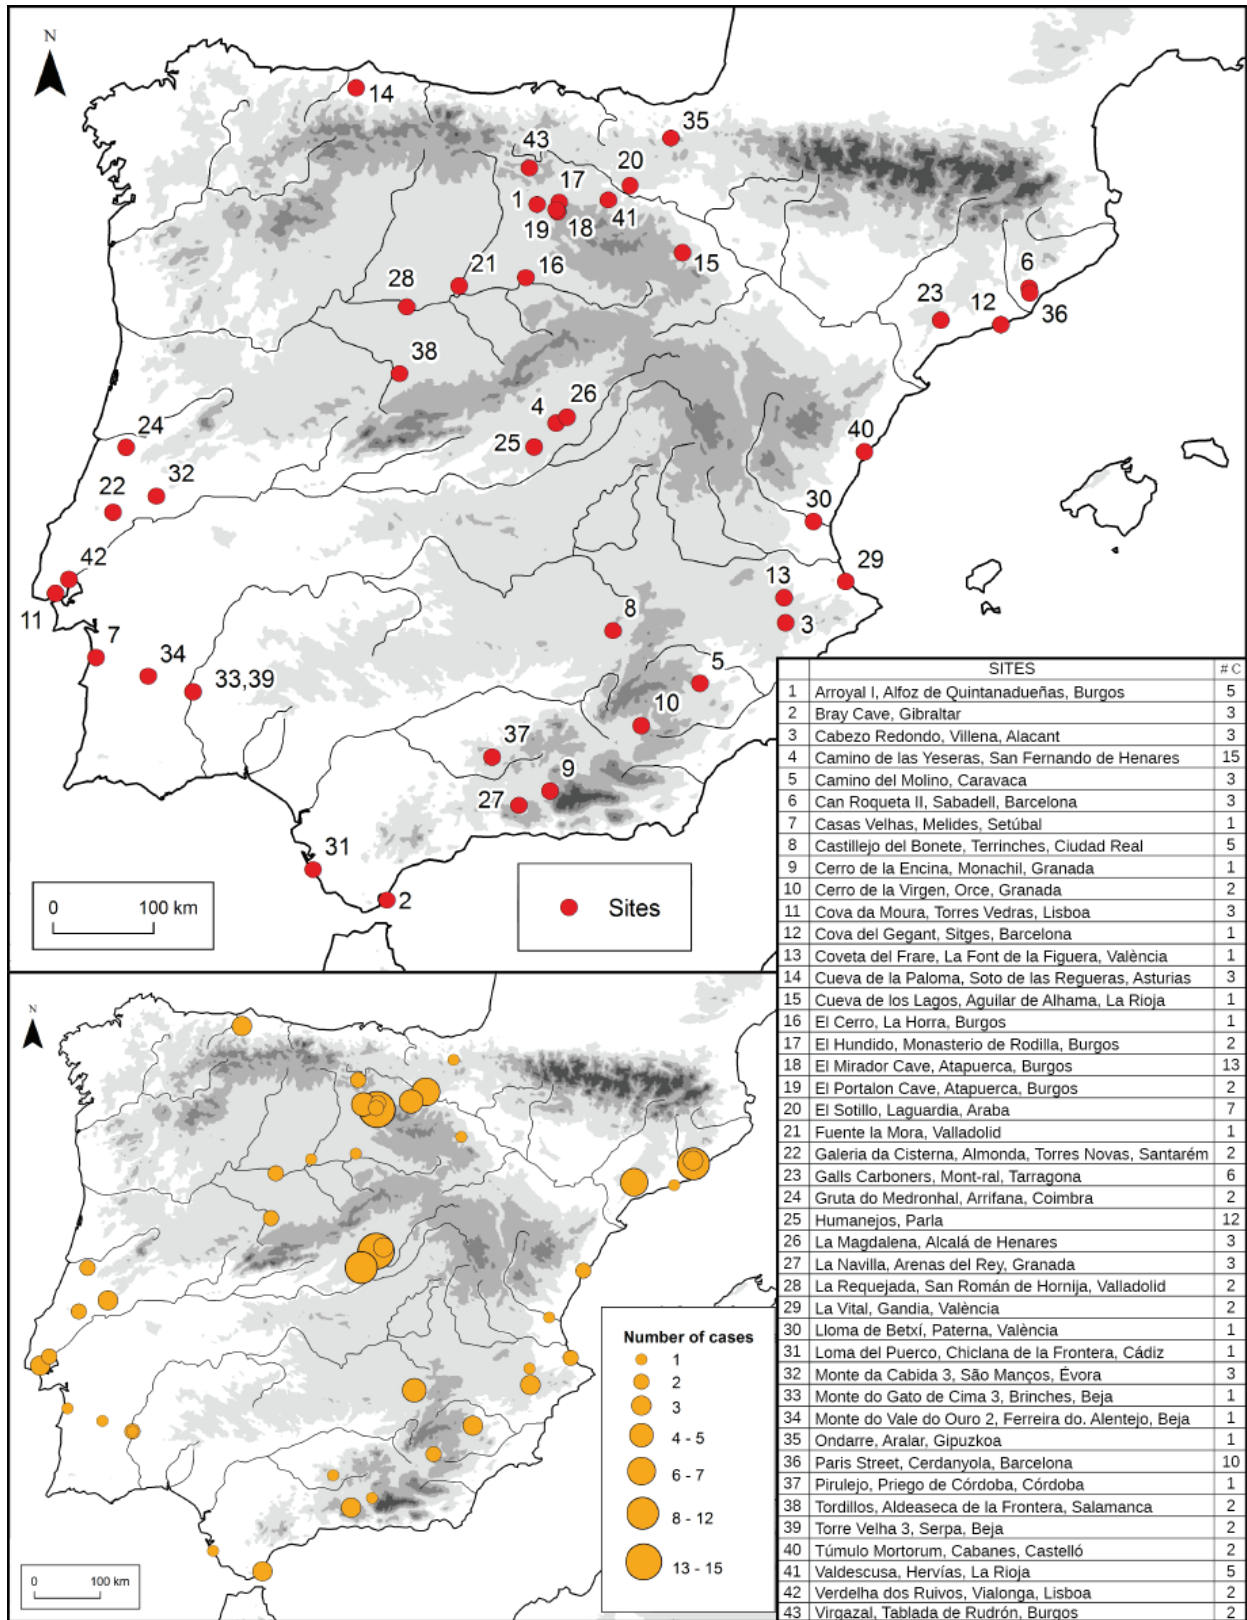 N
14
35
43
20
17
1
41
19
18
15
28
21
16
6
23
12
36
38
4
26
25
24
40
22
32
30
42
29
13
11
8
3
7
34
5
33,39
10
37
9
27
31
2
0 100 km
Sites
SITES # C
1 Arroyal I, Alfoz de Quintanadueñas, Burgos 5
2 Bray Cave, Gibraltar 3
3 Cabezo Redondo, Villena, Alacant 3
4 Camino de las Yeseras, San Fernando de Henares 15
5 Camino del Molino, Caravaca 3
6 Can Roqueta II, Sabadell, Barcelona 3
7 Casas Velhas, Melides, Setúbal 1
8 Castillejo del Bonete, Terrinches, Ciudad Real 5
9 Cerro de la Encina, Monachil, Granada 1
10 Cerro de la Virgen, Orce, Granada 2
11 Cova da Moura, Torres Vedras, Lisboa 3
12 Cova del Gegant, Sitges, Barcelona 1
13 Coveta del Frare, La Font de la Figuera, València 1
14 Cueva de la Paloma, Soto de las Regueras, Asturias 3
15 Cueva de los Lagos, Aguilar de Alhama, La Rioja 1
16 El Cerro, La Horra, Burgos 1
17 El Hundido, Monasterio de Rodilla, Burgos 2
18 El Mirador Cave, Atapuerca, Burgos 13
19 El Portalon Cave, Atapuerca, Burgos 2
20 El Sotillo, Laguardia, Araba 7
21 Fuente la Mora, Valladolid 1
22 Galeria da Cisterna, Almonda, Torres Novas, Santarém 2
23 Galls Carboners, Mont-ral, Tarragona 6
24 Gruta do Medronhal, Arrifana, Coimbra 2
25 Humanejos, Parla 12
26 La Magdalena, Alcalá de Henares 3
27 La Navilla, Arenas del Rey, Granada 3
28 La Requejada, San Román de Hornija, Valladolid 2
29 La Vital, Gandia, València 2
30 Lloma de Betxí, Paterna, València 1
31 Loma del Puerco, Chiclana de la Frontera, Cádiz 1
32 Monte da Cabida 3, São Manços, Évora 3
33 Monte do Gato de Cima 3, Brinches, Beja 1
34 Monte do Vale do Ouro 2, Ferreira do. Alentejo, Beja 1
35 Ondarre, Aralar, Gipuzkoa 1
36 Paris Street, Cerdanyola, Barcelona 10
37 Pirulejo, Priego de Córdoba, Córdoba 1
38 Tordillos, Aldeaseca de la Frontera, Salamanca 2
39 Torre Velha 3, Serpa, Beja 2
40 Túmulo Mortorum, Cabanes, Castelló 2
41 Valdescusa, Hervías, La Rioja 5
42 Verdelha dos Ruivos, Vialonga, Lisboa 2
43 Virgazal, Tablada de Rudrón, Burgos 2
N
Number of cases
1
2
3
4 - 5
6 - 7
8 - 12
13 - 15
0 100 km